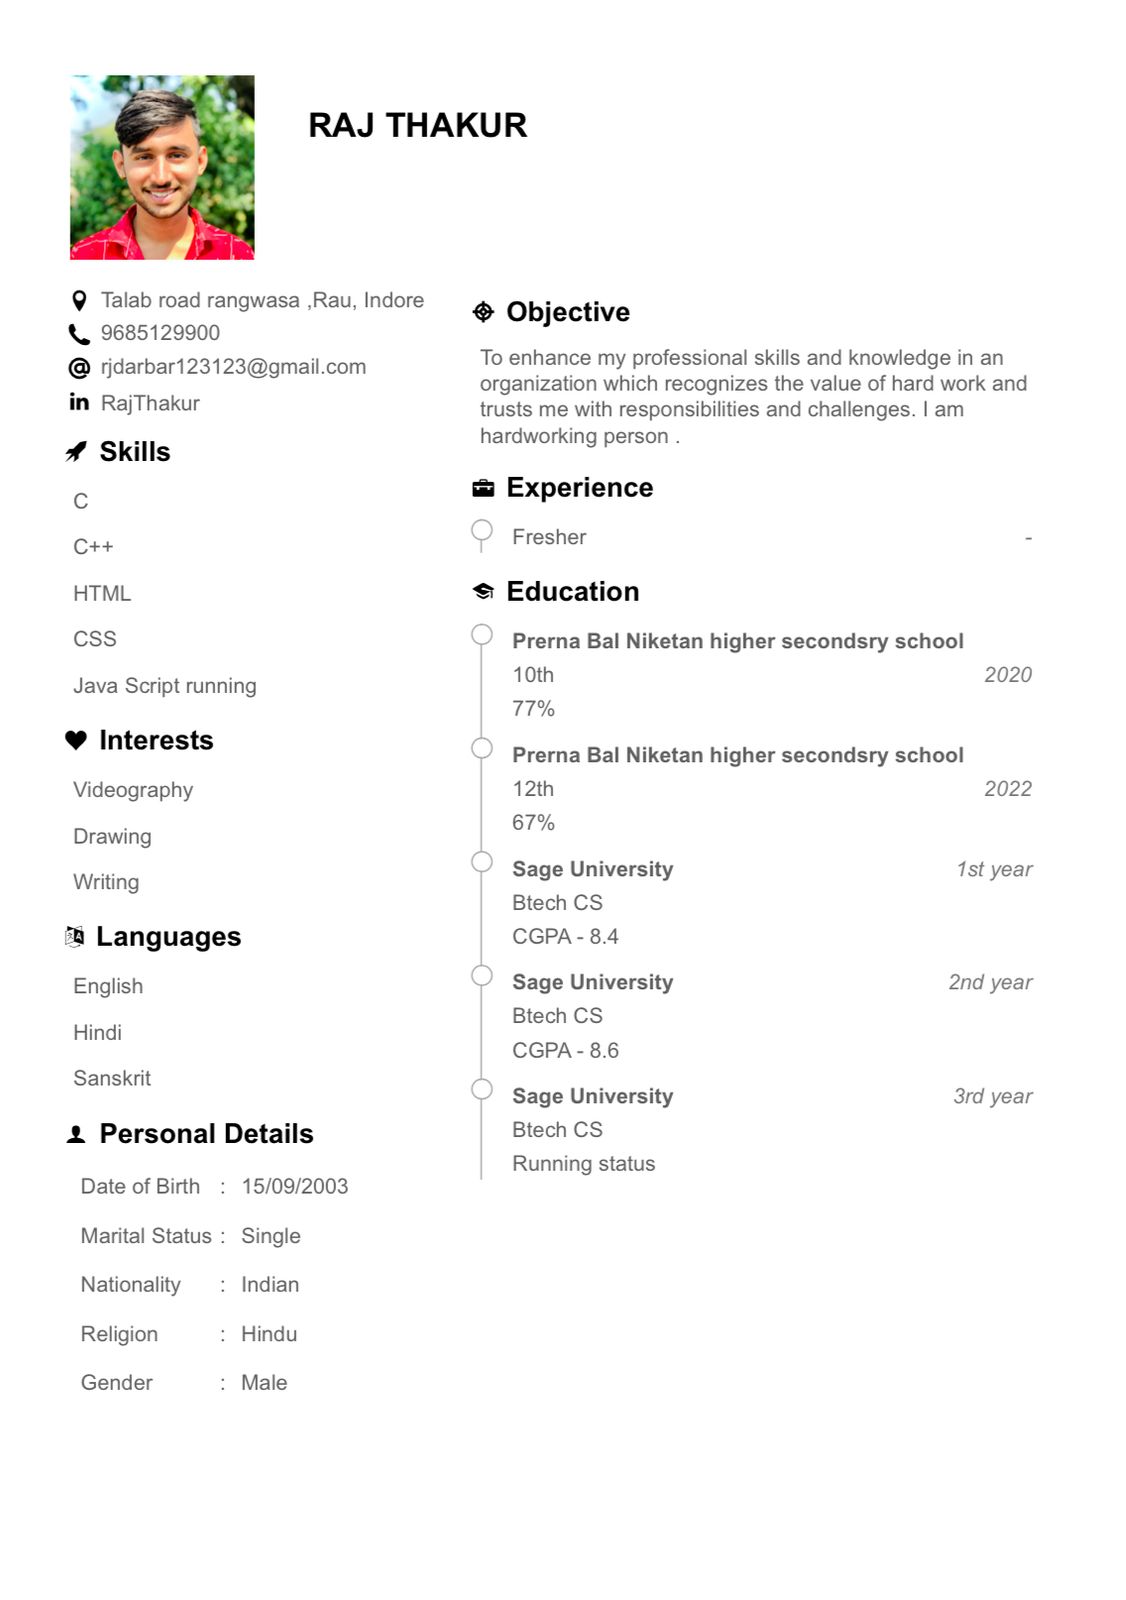 RAJ THAKUR
Talab road rangwasa ,Rau, Indore
9685129900
rjdarbar123123@gmail.com
in RajThakur
Skills
C
C++
HTML
CSS
Java Script running
Interests
Videography
Drawing
Writing
Languages
English
Hindi
Sanskrit
Personal Details
Date of Birth : 15/09/2003
Marital Status : Single
Nationality : Indian
Religion : Hindu
Gender : Male
Objective
To enhance my professional skills and knowledge in an
organization which recognizes the value of hard work and
trusts me with responsibilities and challenges. I am
hardworking person .
Experience
Fresher -
Education
Prerna Bal Niketan higher secondsry school
10th 2020
77%
Prerna Bal Niketan higher secondsry school
12th 2022
67%
Sage University 1st year
Btech CS
CGPA - 8.4
Sage University 2nd year
Btech CS
CGPA - 8.6
Sage University 3rd year
Btech CS
Running status